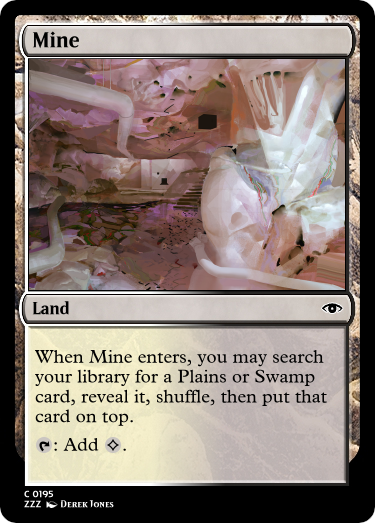 Mine
Land
When Mine enters, you may search
your library for a Plains or Swamp
card, reveal it, shuffle, then put that
card on top.
: Add .
C 0195
ZZZ DEREK JONES